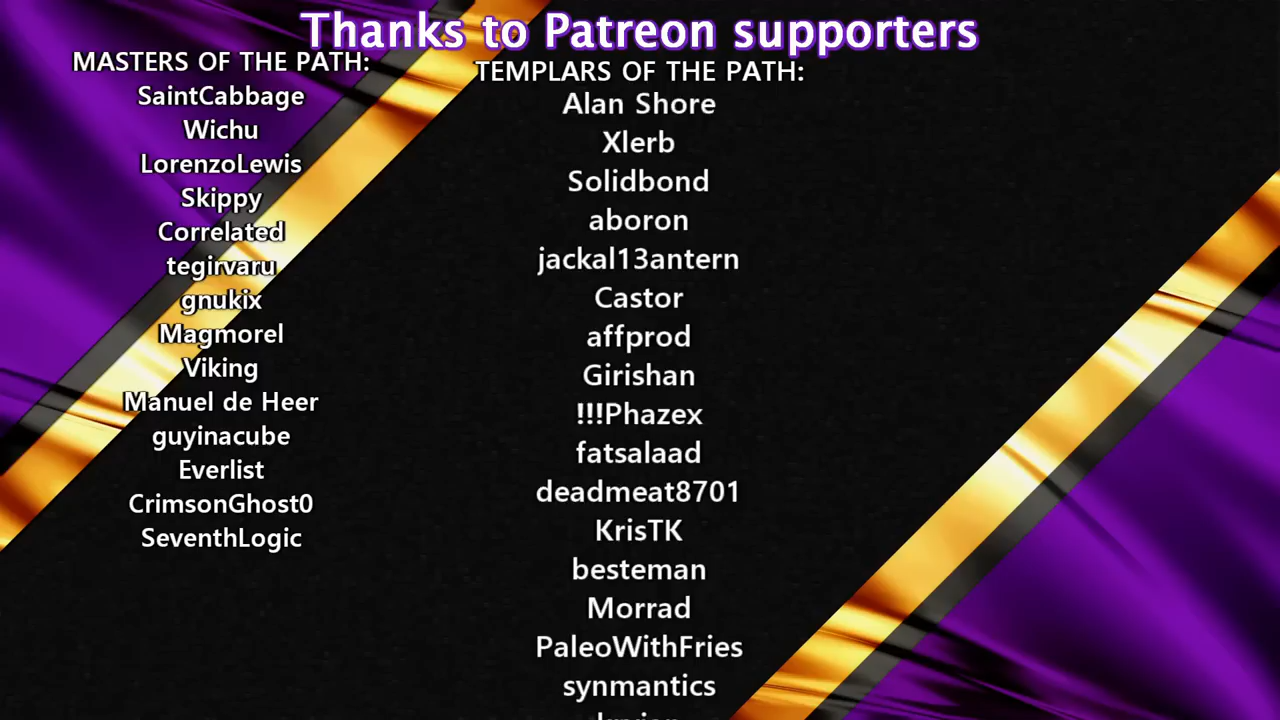 Thanks to Patreon supporters
MASTERS OF THE PATH:
SaintCabbage
Wichu
LorenzoLewis
Skippy
Correlated
tegirvaru
gnukix
Magmorel
Viking
Manuel de Heer
guyinacube
Everlist
CrimsonGhost0
SeventhLogic
TEMPLARS OF THE PATH:
Alan Shore
Xlerb
Solidbond
aboron
jackal13antern
Castor
affprod
Girishan
!!!Phazex
fatsalaad
deadmeat8701
KrisTK
besteman
Morrad
PaleoWithFries
synmantics